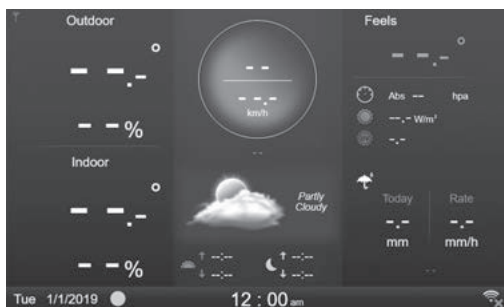 Outdoor
-- --.- °
-- -- %
Indoor
-- --.- °
-- -- %
-- --
-- --.-
km/h
--
Partly
Cloudy
↑ --:--
↓ --:--
↑ --:--
↓ --:--
Feels
-- --.- °
Abs -- hpa
--.- W/m²
-.-
Today
-.-
mm
Rate
-.-
mm/h
--
Tue 1/1/2019
12 : 00 am